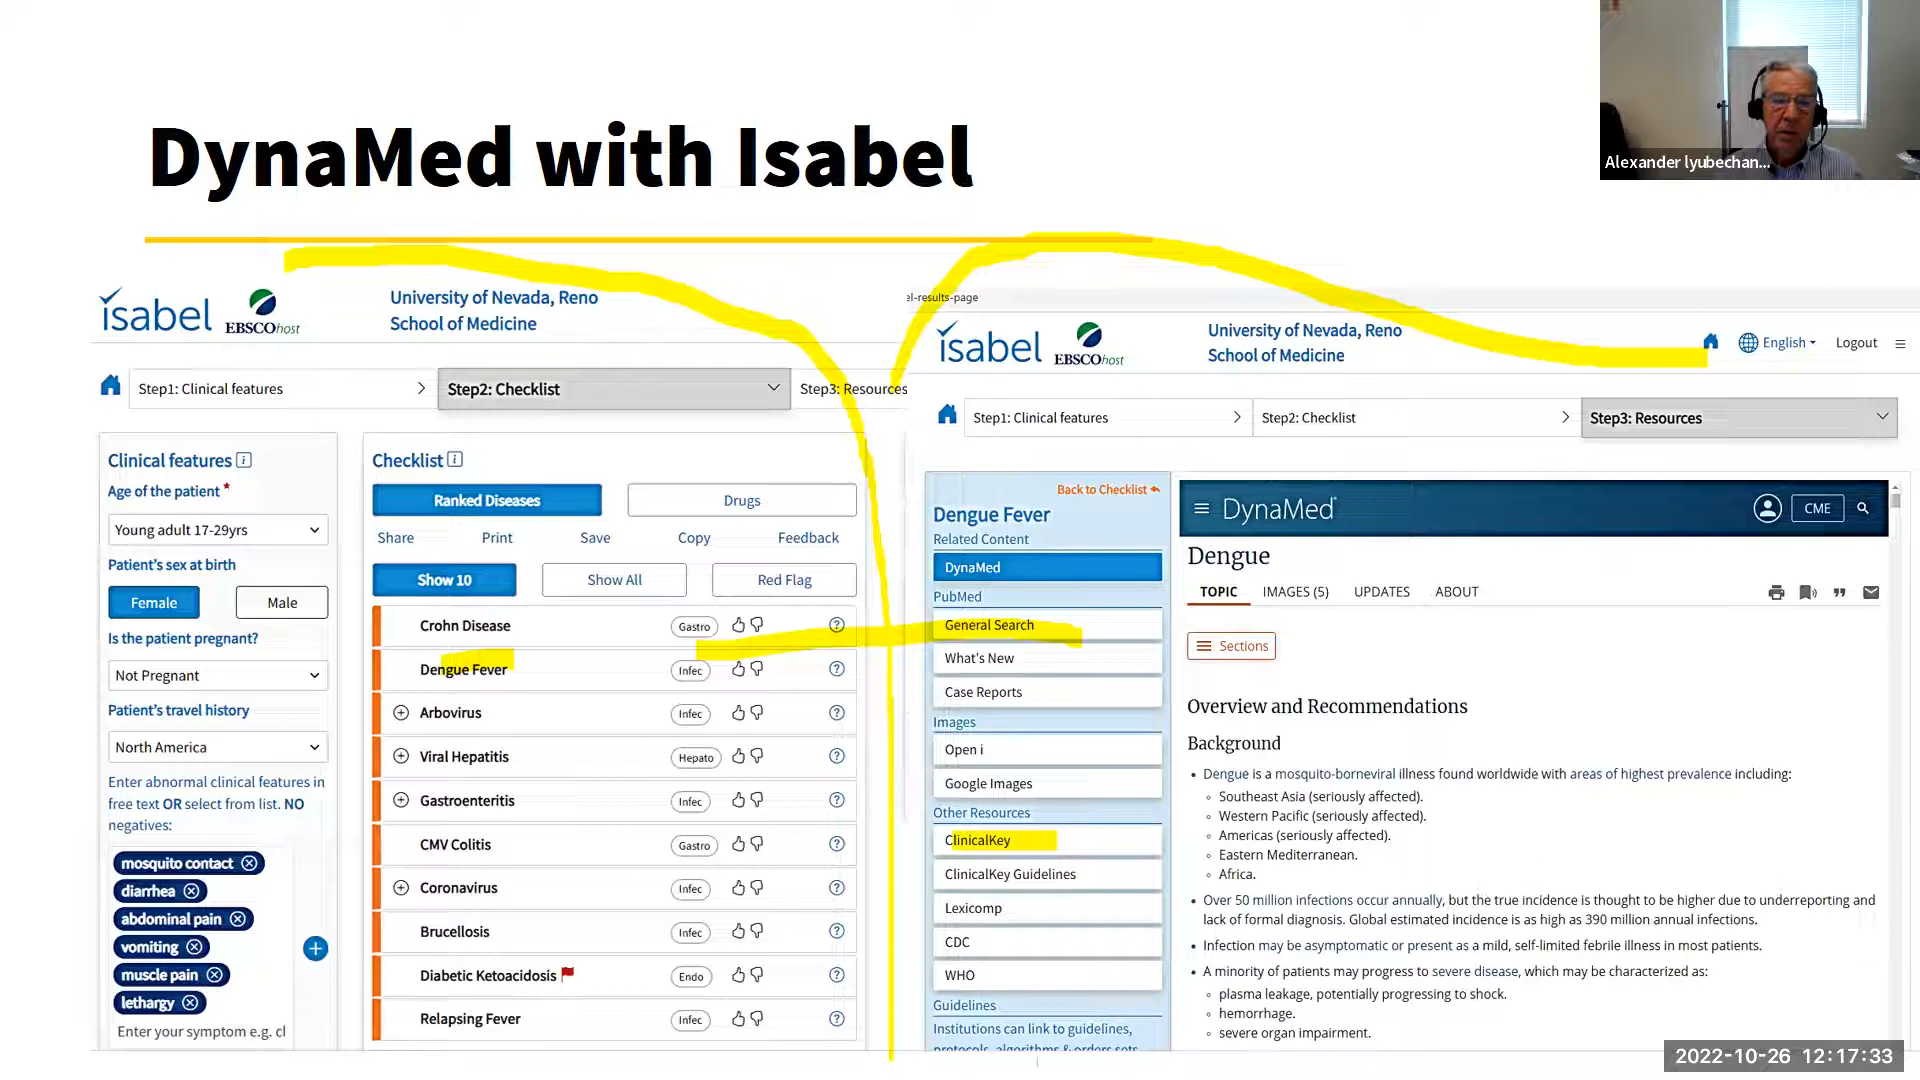 Alexander lyubechan...
DynaMed with Isabel
isabel
EBSCOhost
University of Nevada, Reno
School of Medicine
Step1: Clinical features
Step2: Checklist
Step3: Resources
Clinical features
Age of the patient *
Young adult 17-29yrs
Patient's sex at birth
Female
Male
Is the patient pregnant?
Not Pregnant
Patient's travel history
North America
Enter abnormal clinical features in
free text OR select from list. NO
negatives:
mosquito contact
diarrhea
abdominal pain
vomiting
muscle pain
lethargy
Enter your symptom e.g. cl
Checklist
Ranked Diseases
Drugs
Share
Print
Save
Copy
Feedback
Show 10
Show All
Red Flag
Crohn Disease Gastro
Dengue Fever Infec
Arbovirus Infec
Viral Hepatitis Hepato
Gastroenteritis Infec
CMV Colitis Gastro
Coronavirus Infec
Brucellosis Infec
Diabetic Ketoacidosis Endo
Relapsing Fever Infec
el-results-page
isabel
EBSCOhost
University of Nevada, Reno
School of Medicine
English
Logout
Step1: Clinical features
Step2: Checklist
Step3: Resources
Back to Checklist
Dengue Fever
Related Content
DynaMed
PubMed
General Search
What's New
Case Reports
Images
Open i
Google Images
Other Resources
ClinicalKey
ClinicalKey Guidelines
Lexicomp
CDC
WHO
Guidelines
Institutions can link to guidelines,
protocols, algorithms & orders sets
DynaMed
CME
Dengue
TOPIC
IMAGES (5)
UPDATES
ABOUT
Sections
Overview and Recommendations
Background
Dengue is a mosquito-borneviral illness found worldwide with areas of highest prevalence including:
Southeast Asia (seriously affected).
Western Pacific (seriously affected).
Americas (seriously affected).
Eastern Mediterranean.
Africa.
Over 50 million infections occur annually, but the true incidence is thought to be higher due to underreporting and
lack of formal diagnosis. Global estimated incidence is as high as 390 million annual infections.
Infection may be asymptomatic or present as a mild, self-limited febrile illness in most patients.
A minority of patients may progress to severe disease, which may be characterized as:
plasma leakage, potentially progressing to shock.
hemorrhage.
severe organ impairment.
2022-10-26 12:17:33